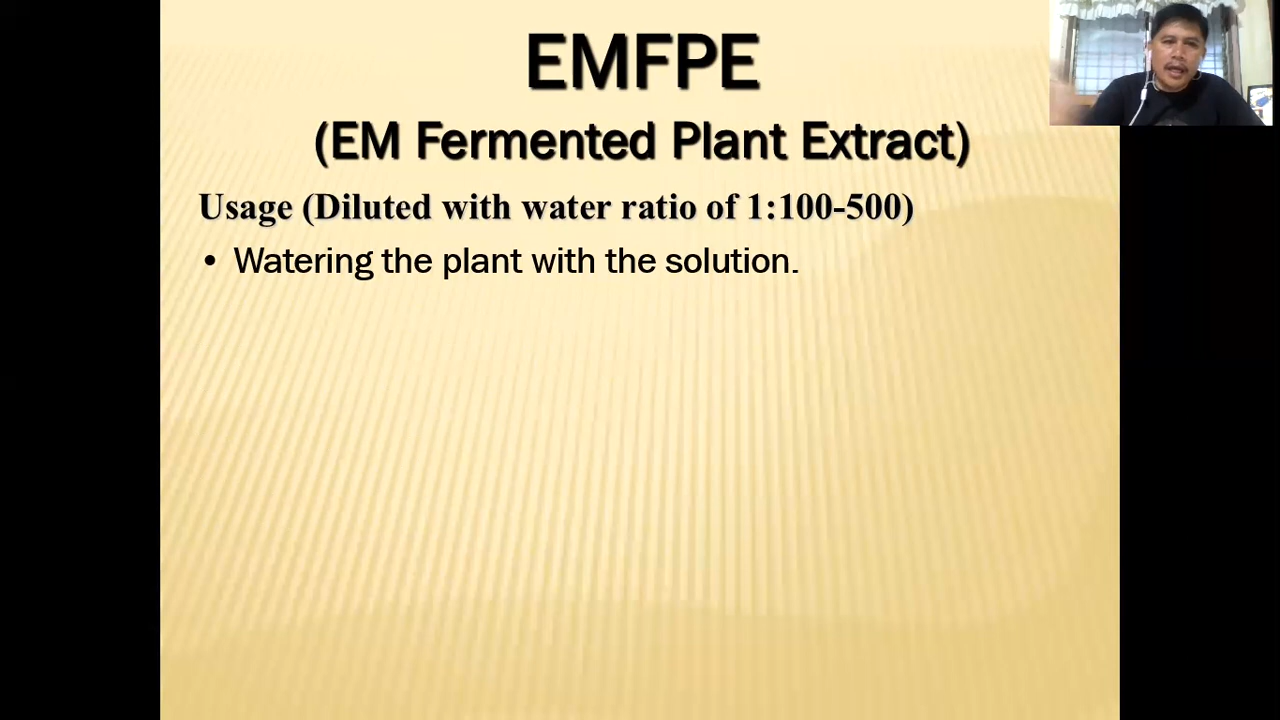 EMFPE
(EM Fermented Plant Extract)
Usage (Diluted with water ratio of 1:100-500)
• Watering the plant with the solution.